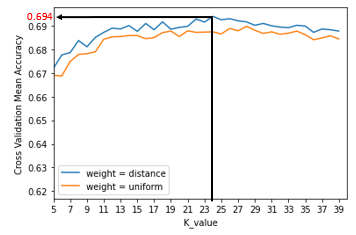 0.694
0.69
0.68
0.67
0.66
0.65
0.64
0.63
0.62
Cross Validation Mean Accuracy
weight = distance
weight = uniform
5 7 9 11 13 15 17 19 21 23 25 27 29 31 33 35 37 39
K_value